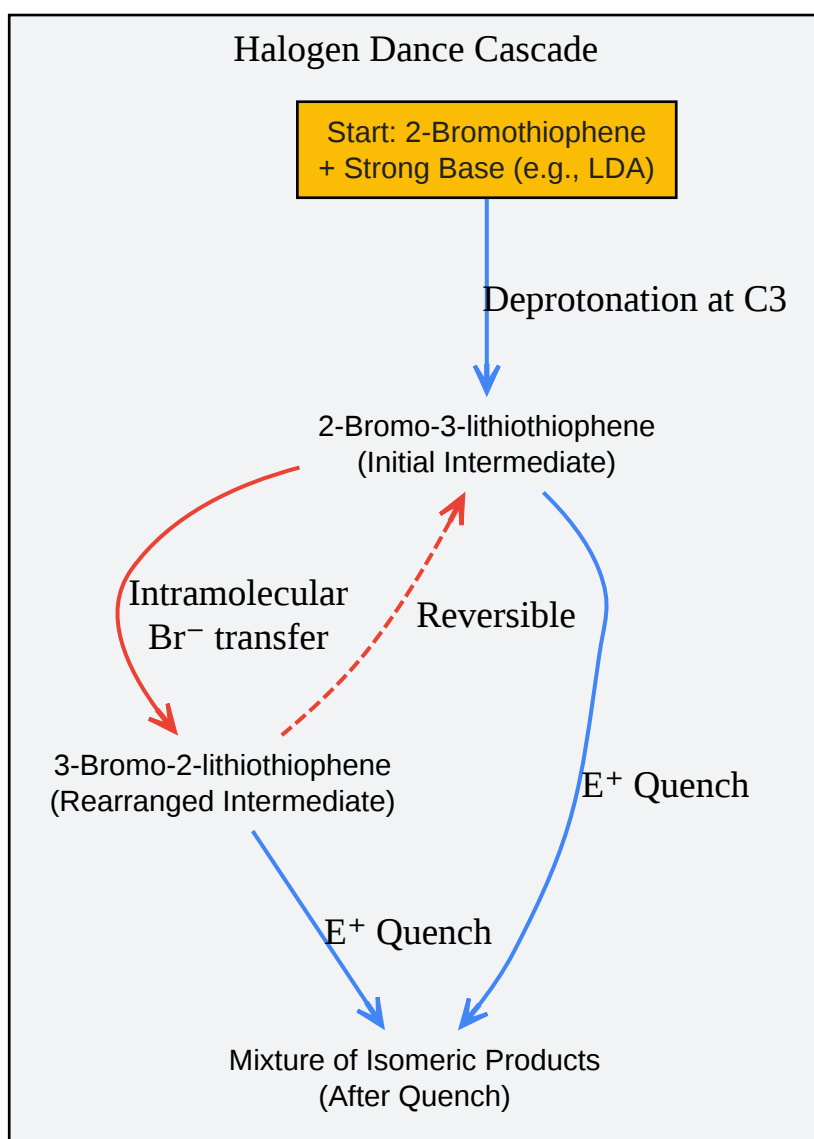 Halogen Dance Cascade
Start: 2-Bromothiophene
+ Strong Base (e.g., LDA)
Deprotonation at C3
2-Bromo-3-lithiothiophene
(Initial Intermediate)
Intramolecular
Br⁻ transfer
Reversible
3-Bromo-2-lithiothiophene
(Rearranged Intermediate)
E⁺ Quench
E⁺ Quench
Mixture of Isomeric Products
(After Quench)